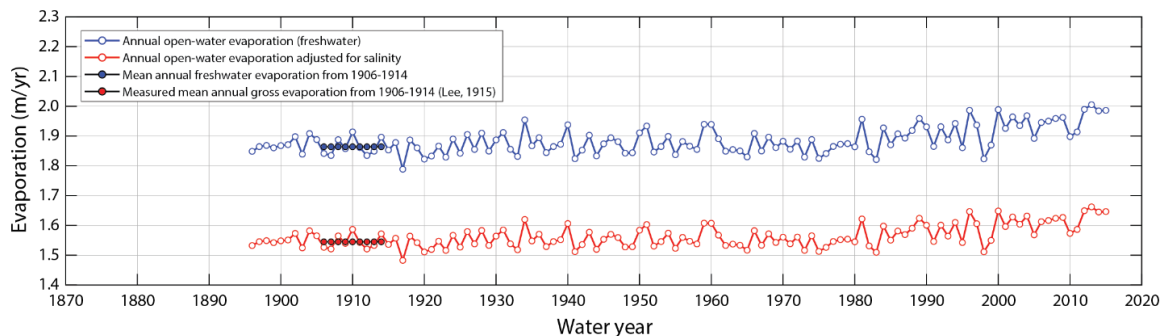 2.3
2.2
2.1
2.0
1.9
1.8
1.7
1.6
1.5
1.4
Evaporation (m/yr)
Annual open-water evaporation (freshwater)
Annual open-water evaporation adjusted for salinity
Mean annual freshwater evaporation from 1906-1914
Measured mean annual gross evaporation from 1906-1914 (Lee, 1915)
1870 1880 1890 1900 1910 1920 1930 1940 1950 1960 1970 1980 1990 2000 2010 2020
Water year